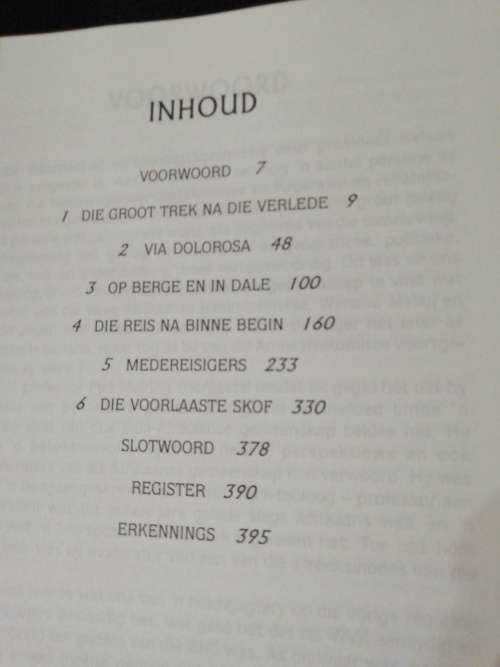 INHOUD
VOORWOORD 7
1 DIE GROOT TREK NA DIE VERLEDE 9
2 VIA DOLOROSA 48
3 OP BERGE EN IN DALE 100
4 DIE REIS NA BINNE BEGIN 160
5 MEDEREISIGERS 233
6 DIE VOORLAASTE SKOF 330
SLOTWOORD 378
REGISTER 390
ERKENNINGS 395